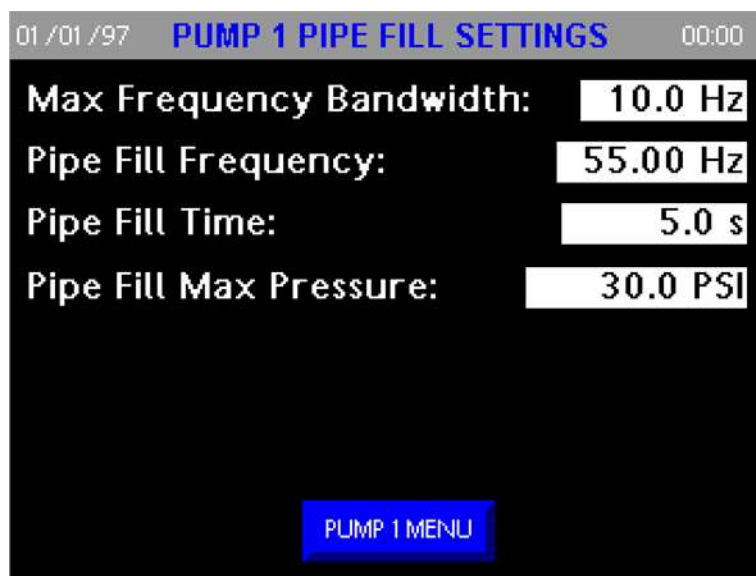 01/01/97 PUMP 1 PIPE FILL SETTINGS 00:00
Max Frequency Bandwidth: 10.0 Hz
Pipe Fill Frequency: 55.00 Hz
Pipe Fill Time: 5.0 s
Pipe Fill Max Pressure: 30.0 PSI
PUMP 1 MENU